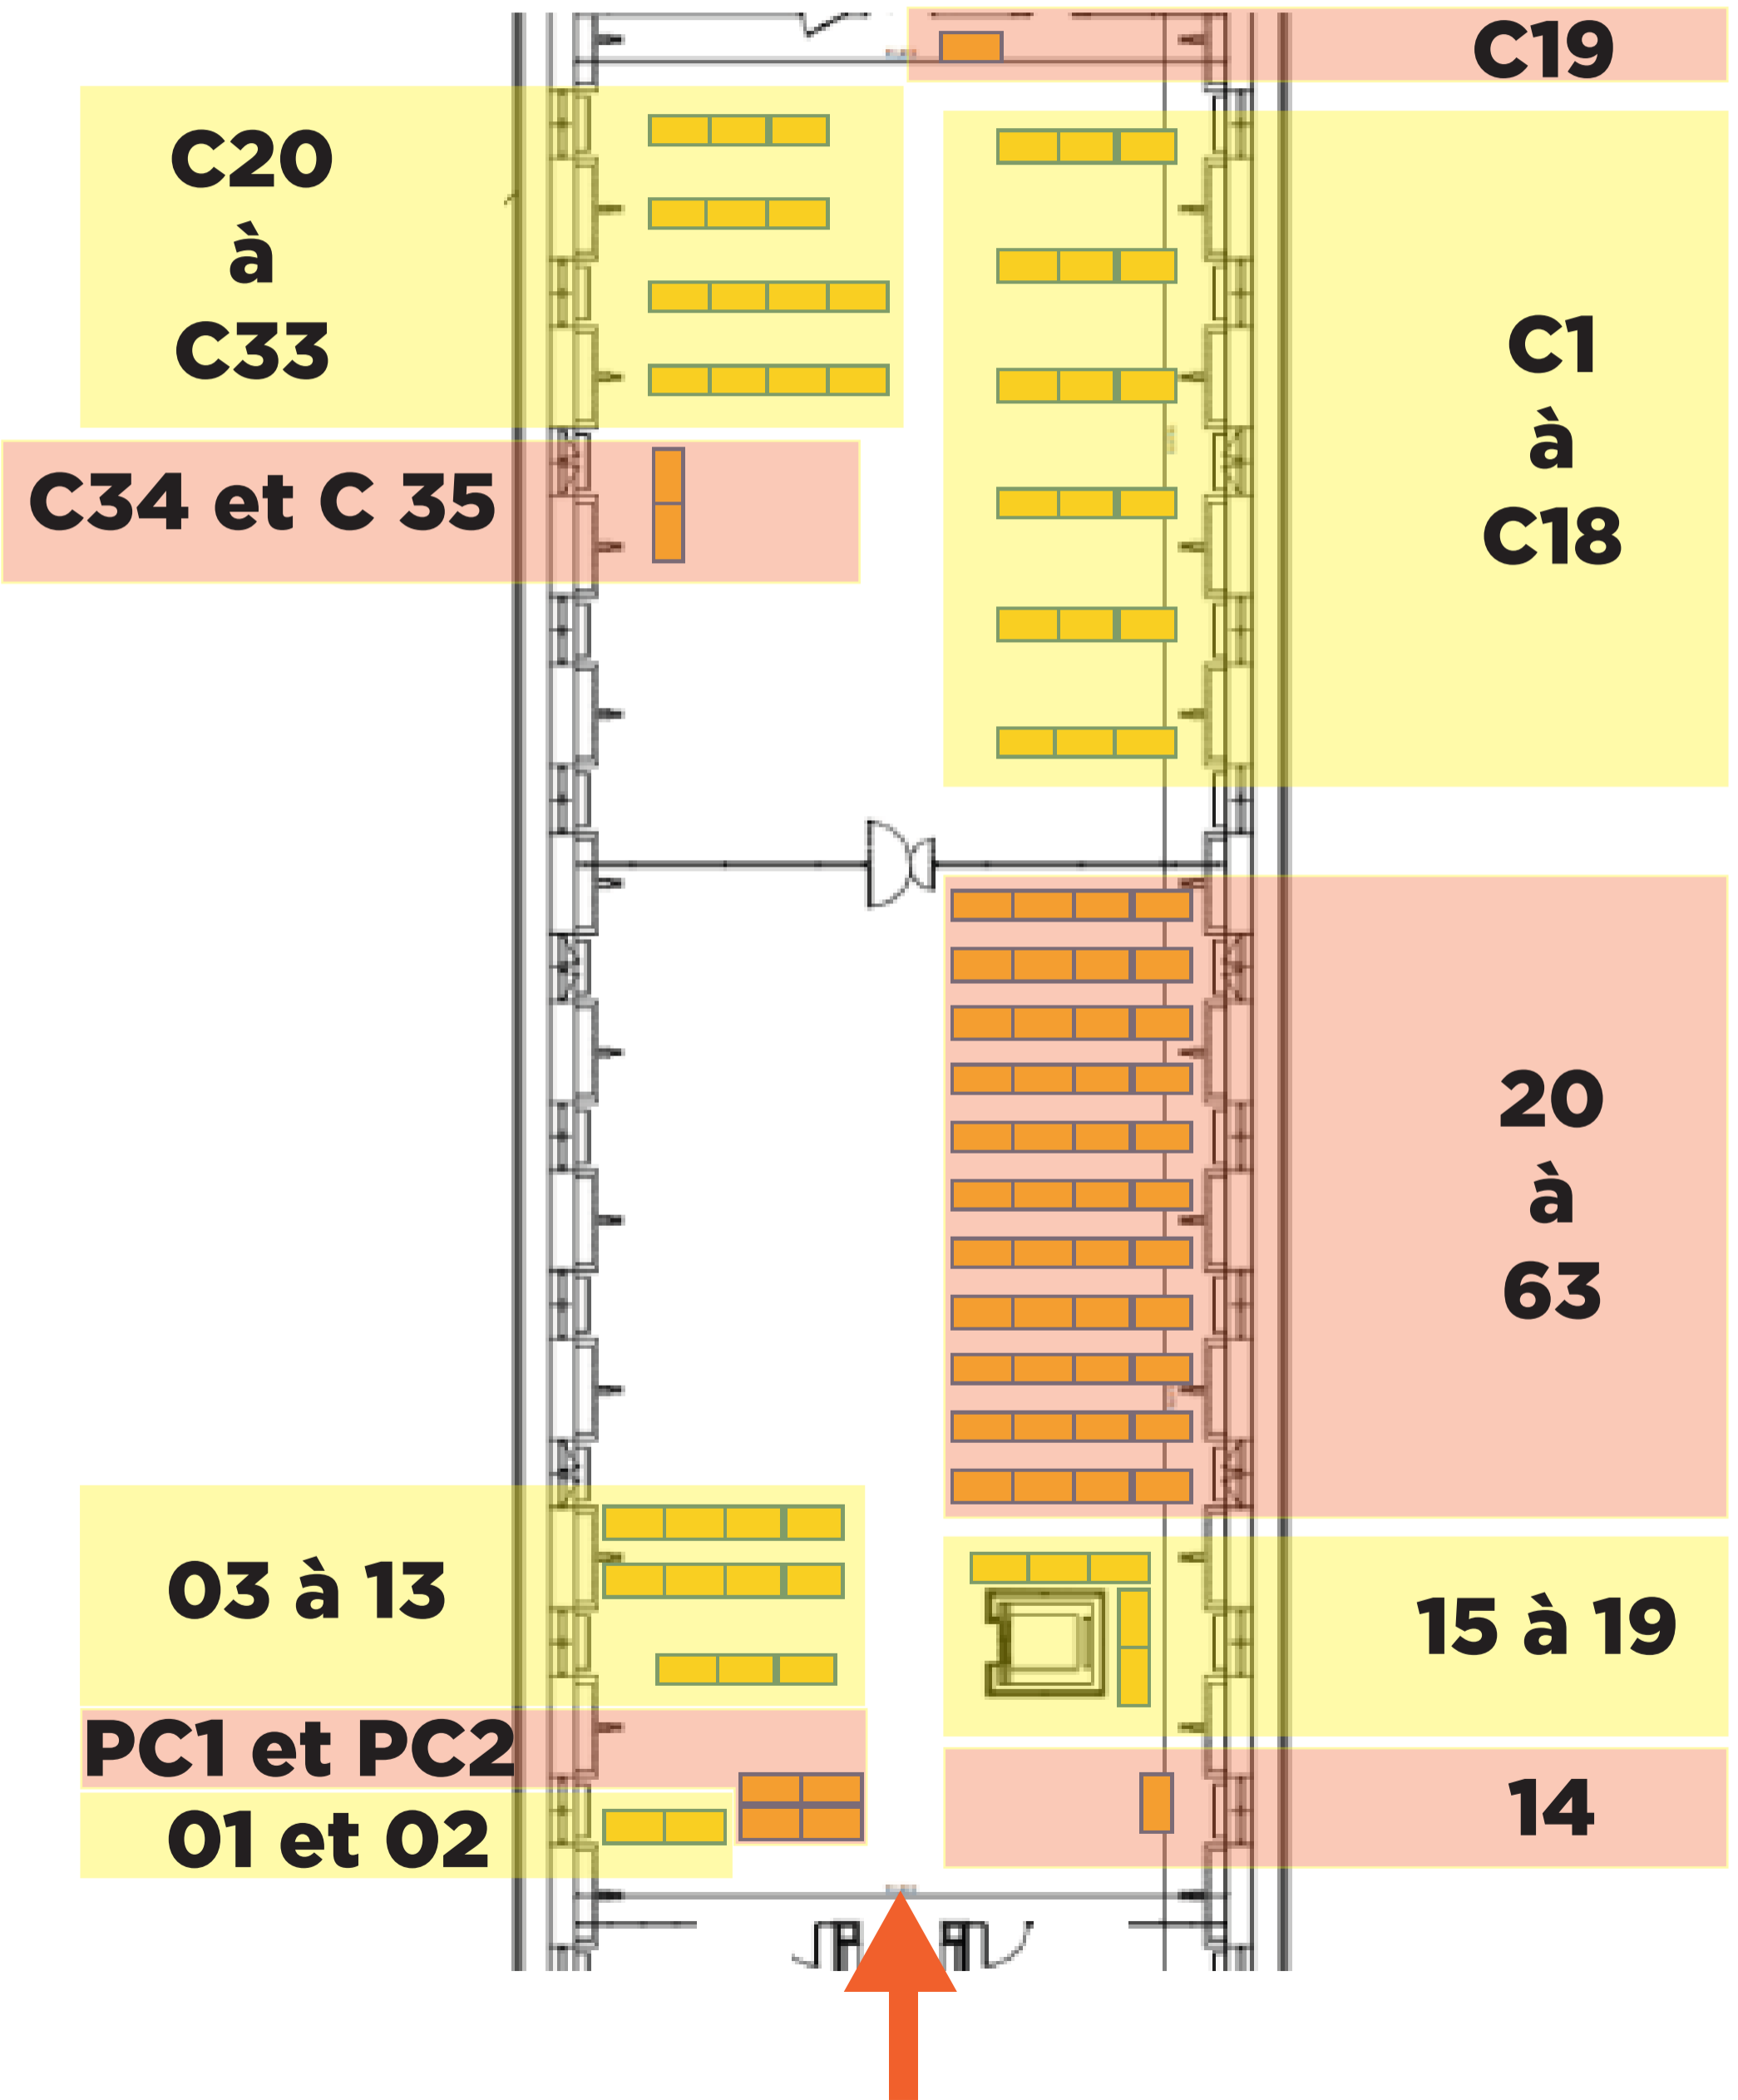 C19
C20
à
C33
C1
à
C18
C34 et C 35
20
à
63
03 à 13
15 à 19
PC1 et PC2
14
01 et 02